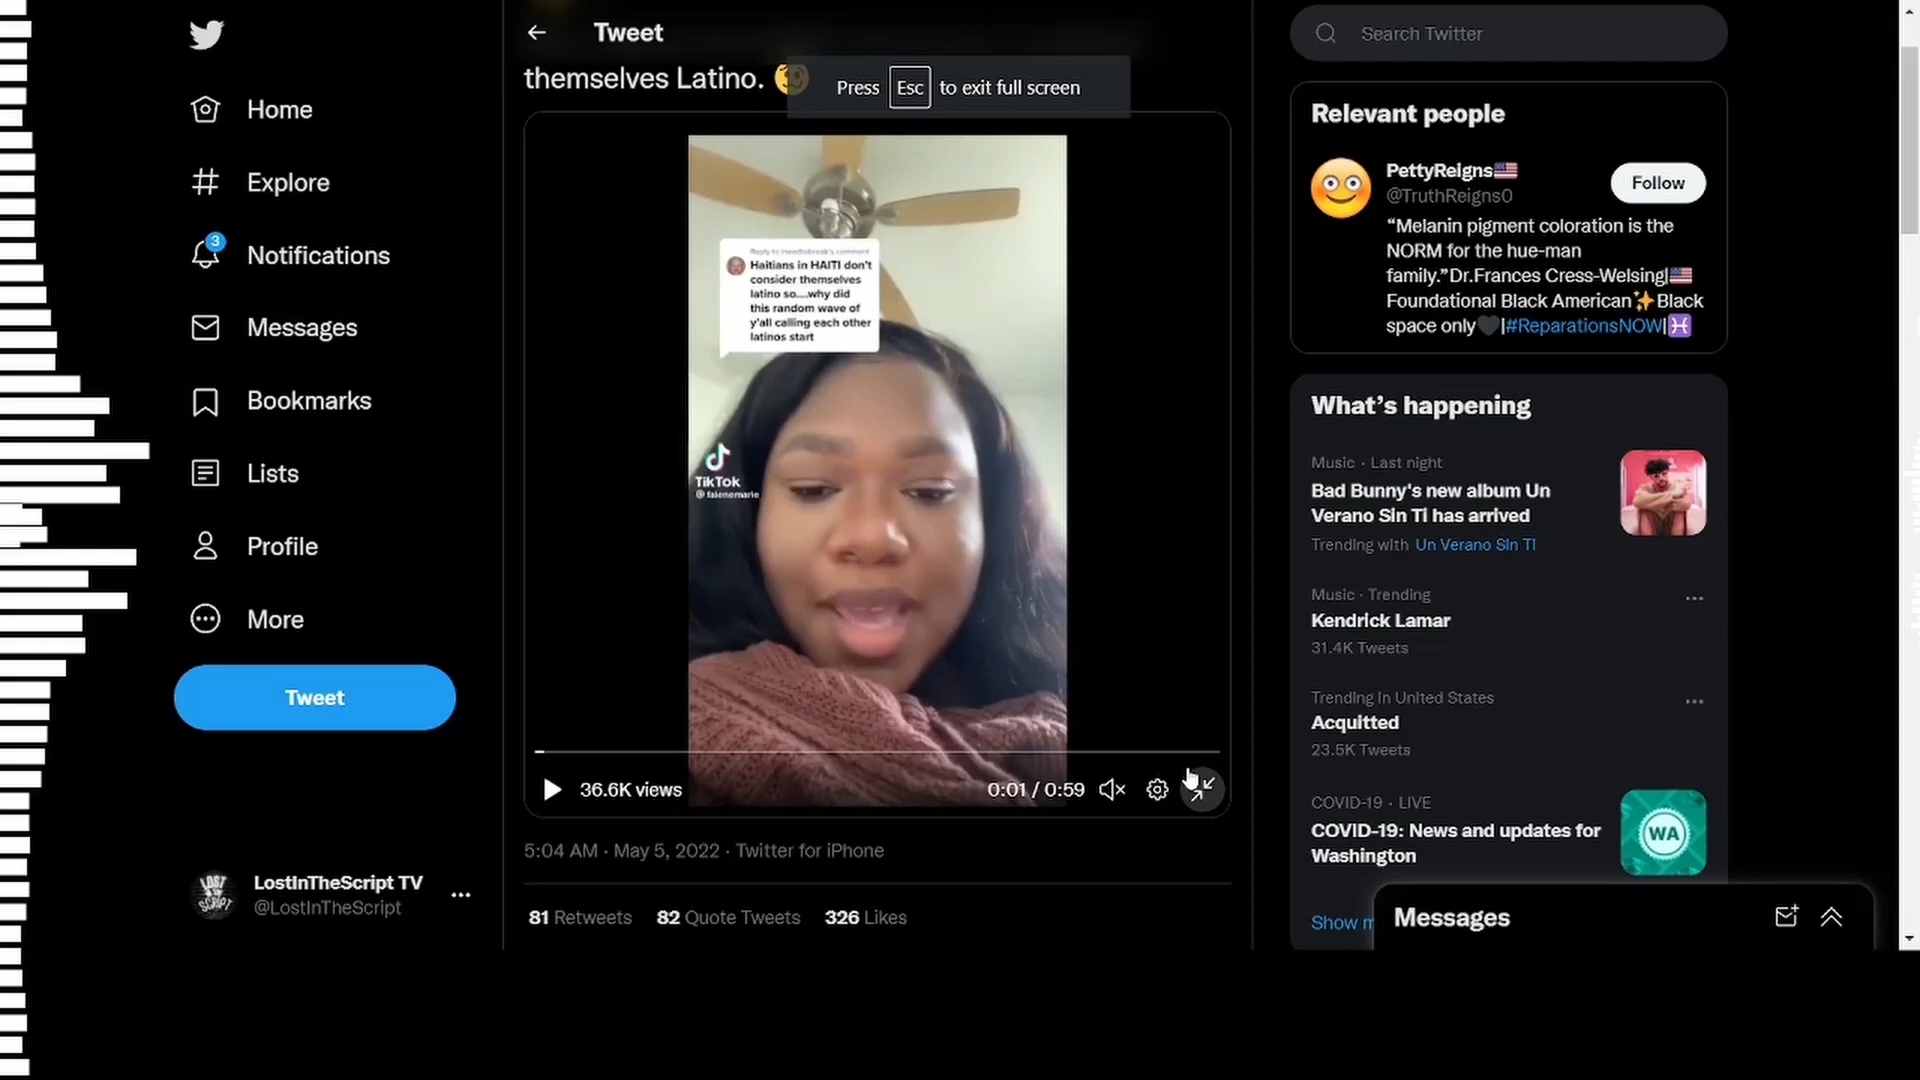 Home
Explore
3
Notifications
Messages
Bookmarks
Lists
Profile
More
Tweet
LostInTheScript TV
@LostInTheScript
LOST
SCRIPT
Tweet
themselves Latino.
Press Esc to exit full screen
Haitians in HAITI don't
consider themselves
latino so....why did
this random wave of
y'all calling each other
latinos start
TikTok
36.6K views
0:01 / 0:59
5:04 AM · May 5, 2022 · Twitter for iPhone
81 Retweets 82 Quote Tweets 326 Likes
Search Twitter
Relevant people
PettyReigns🇺🇸
@TruthReigns0
Follow
“Melanin pigment coloration is the
NORM for the hue-man
family.”Dr.Frances Cress-Welsing|🇺🇸
Foundational Black American✨Black
space only🖤|#ReparationsNOW|♓
What’s happening
Music · Last night
Bad Bunny's new album Un
Verano Sin Ti has arrived
Trending with Un Verano Sin Ti
Music · Trending
Kendrick Lamar
31.4K Tweets
Trending in United States
Acquitted
23.5K Tweets
COVID-19 · LIVE
COVID-19: News and updates for
Washington
WA
Show m
Messages